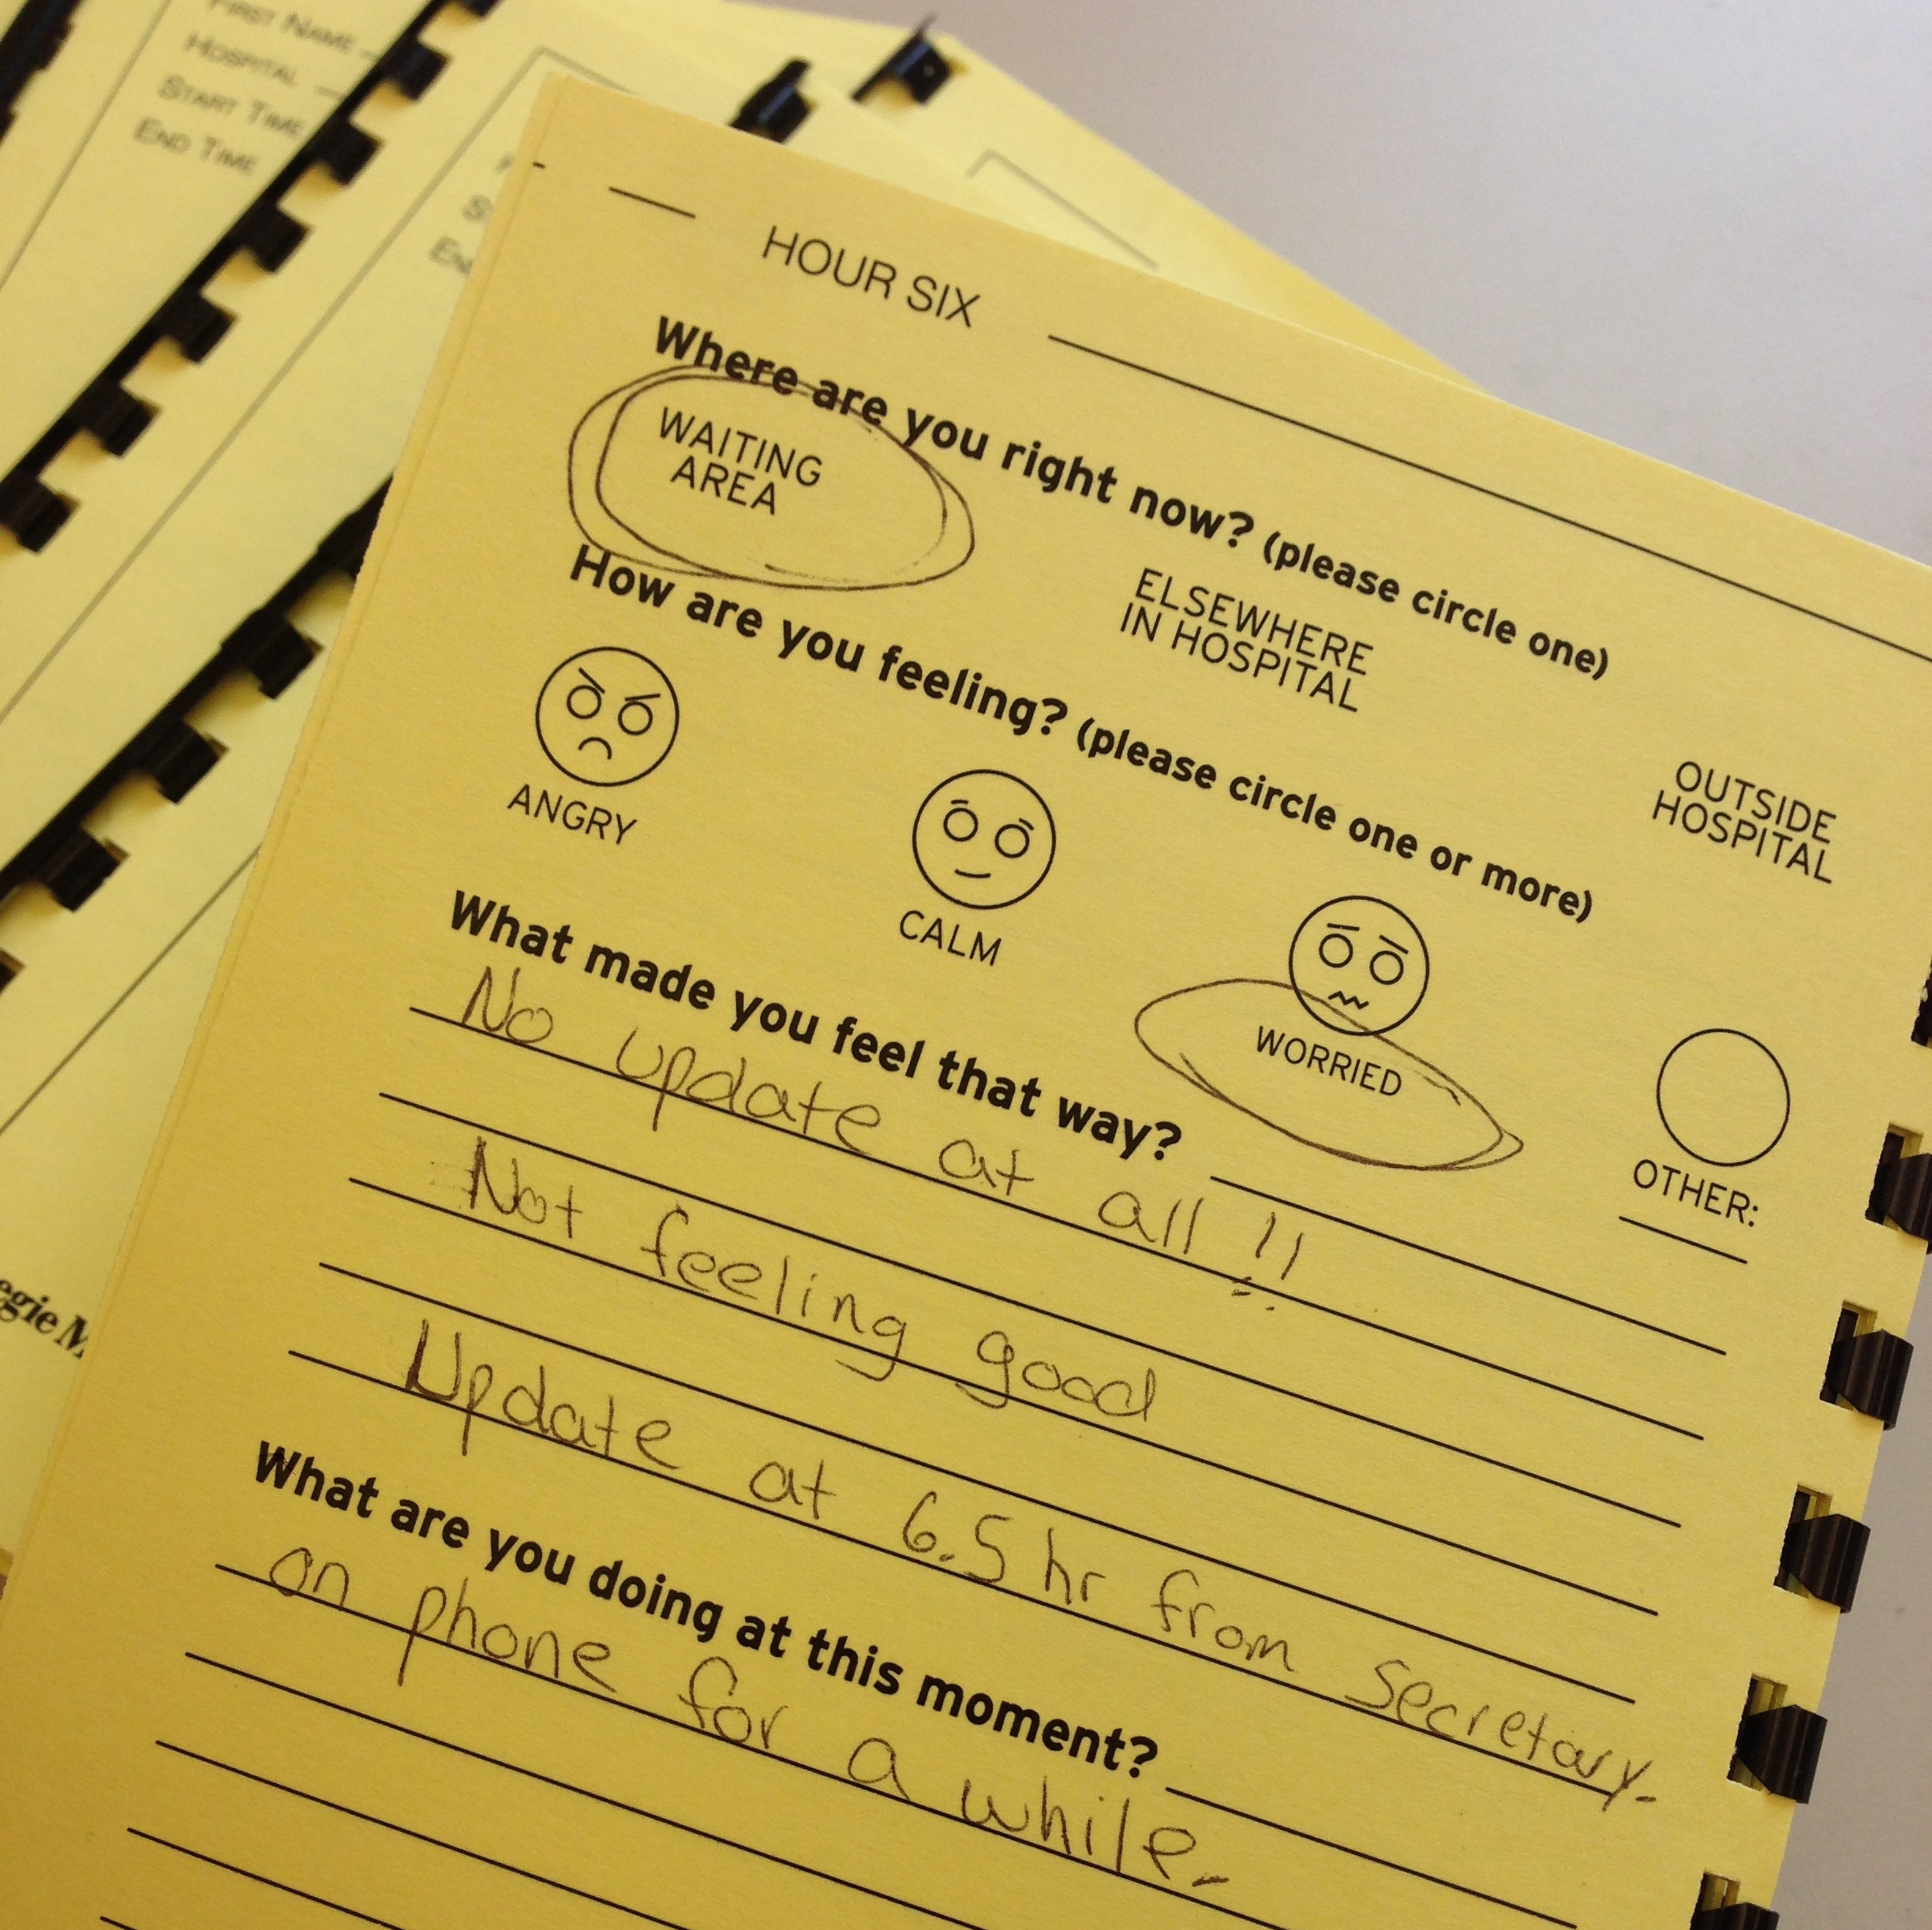 FIRST NAME
HOSPITAL
START TIME
END TIME
HOUR SIX
Where are you right now? (please circle one)
WAITING
AREA
ELSEWHERE
IN HOSPITAL
OUTSIDE
HOSPITAL
How are you feeling? (please circle one or more)
ANGRY
CALM
WORRIED
OTHER:
What made you feel that way?
No update at all !!
Not feeling good
Update at 6.5 hr from secretary.
What are you doing at this moment?
on phone for a while.